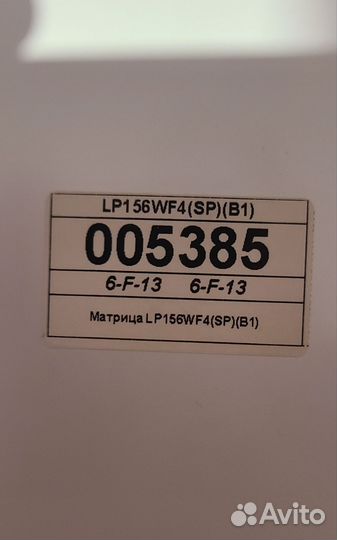 LP156WF4(SP)(B1)
005385
6-F-13 6-F-13
Матрица LP156WF4(SP)(B1)
Avito